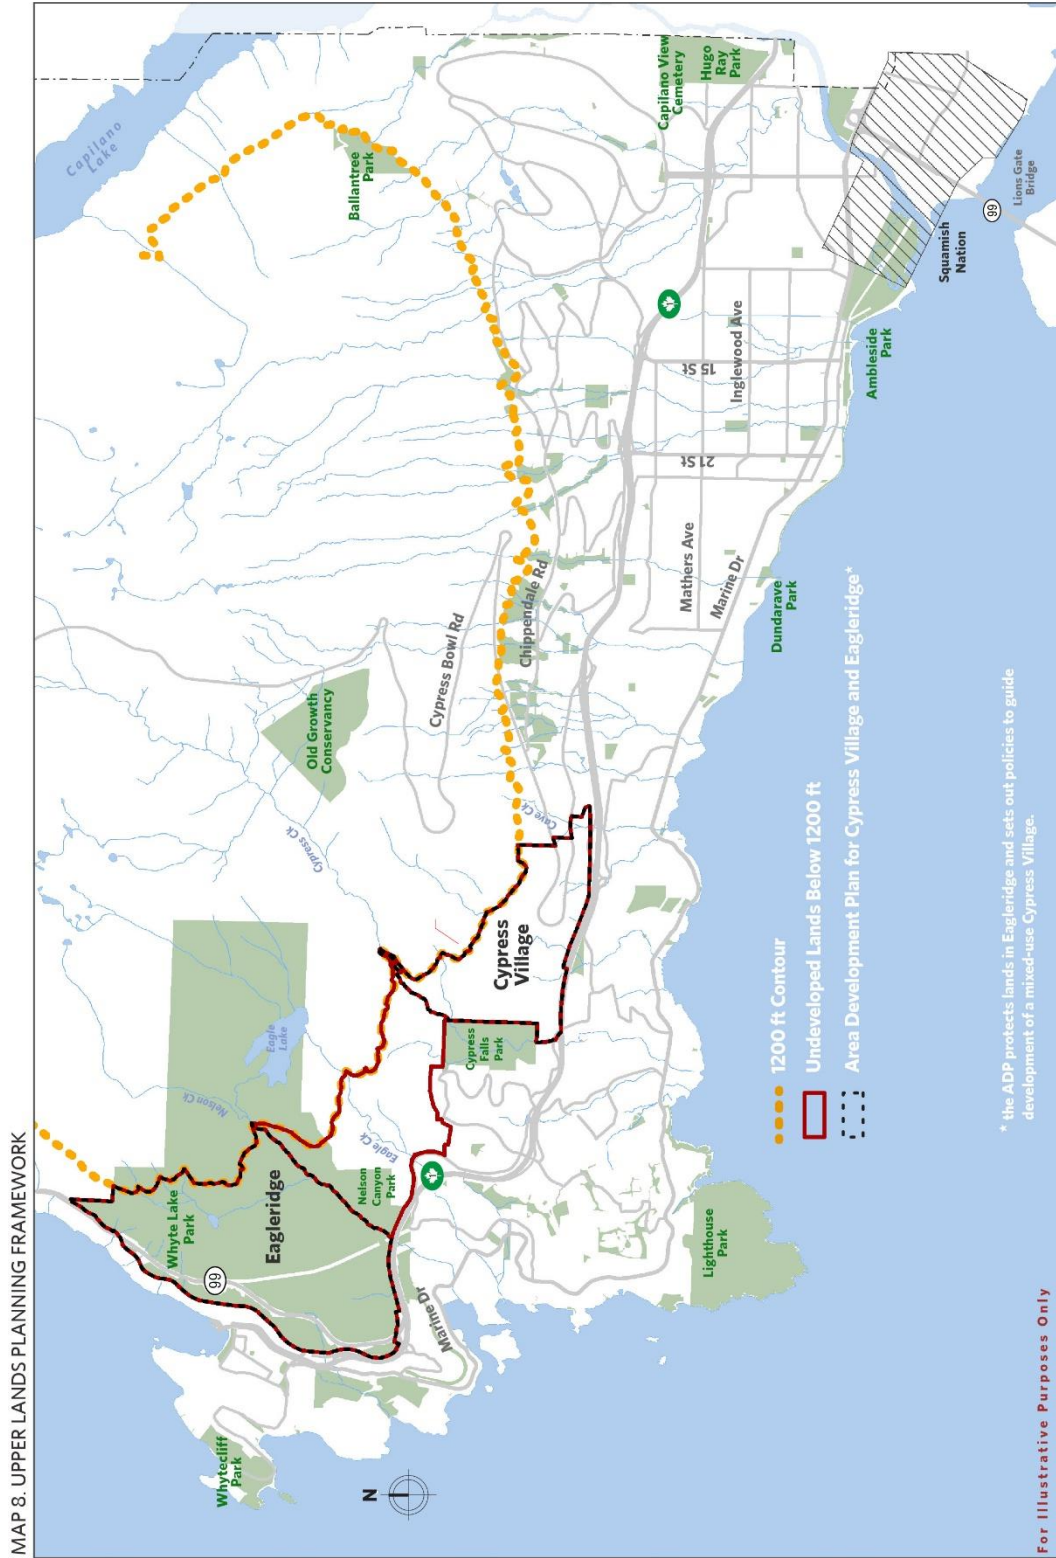 MAP 8. UPPER LANDS PLANNING FRAMEWORK
Capilano
Lake
Ballantree
Park
Capilano View
Cemetery
Hugo
Ray
Park
Old Growth
Conservancy
Cypress Bowl Rd
Chippendale Rd
Cypress Ck
Cave Ck
Eagle
Lake
Nelson Ck
Eagle Ck
Whyte Lake
Park
Eagleridge
Nelson
Canyon
Park
Cypress
Village
Cypress
Falls
Park
99
1
1
15 St
21 St
Inglewood Ave
Mathers Ave
Marine Dr
Marine Dr
Whytecliff
Park
Lighthouse
Park
Dundarave
Park
Ambleside
Park
Squamish
Nation
99
Lions Gate
Bridge
N
1200 ft Contour
Undeveloped Lands Below 1200 ft
Area Development Plan for Cypress Village and Eagleridge*
* the ADP protects lands in Eagleridge and sets out policies to guide
development of a mixed-use Cypress Village.
For Illustrative Purposes Only